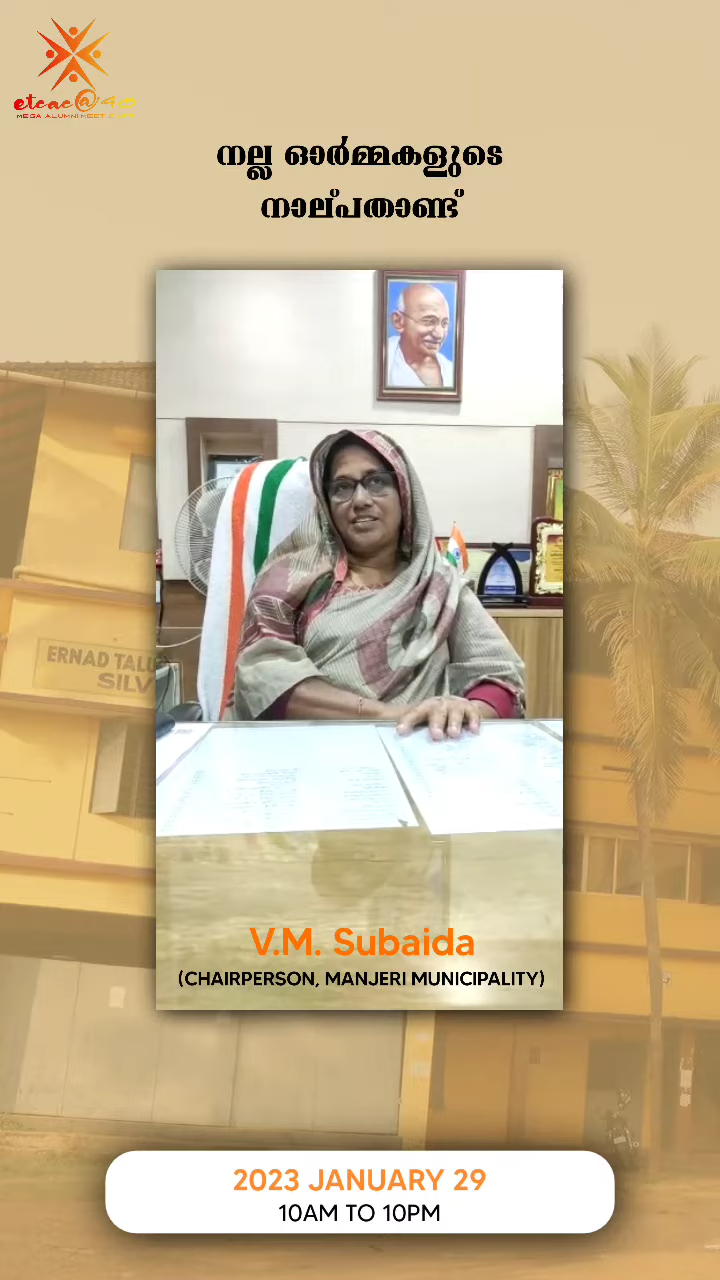 etcac@40
MEGA ALUMNI MEET
നല്ല ഓർമ്മകളുടെ
നാല്പതാണ്ട്
ERNAD TALU
SILV
V.M. Subaida
(CHAIRPERSON, MANJERI MUNICIPALITY)
2023 JANUARY 29
10AM TO 10PM